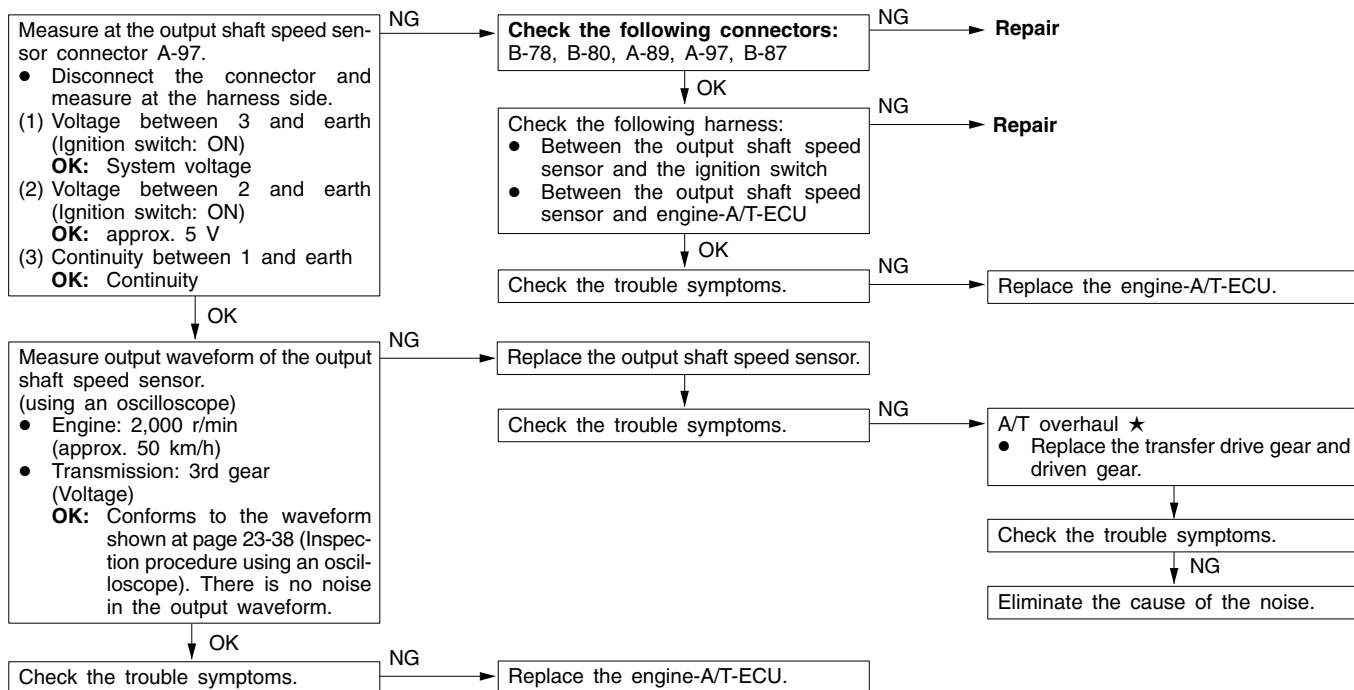 Measure at the output shaft speed sen-
sor connector A-97.
● Disconnect the connector and
measure at the harness side.
(1) Voltage between 3 and earth
(Ignition switch: ON)
OK: System voltage
(2) Voltage between 2 and earth
(Ignition switch: ON)
OK: approx. 5 V
(3) Continuity between 1 and earth
OK: Continuity
NG
Check the following connectors:
B-78, B-80, A-89, A-97, B-87
NG
Repair
OK
Check the following harness:
● Between the output shaft speed
sensor and the ignition switch
● Between the output shaft speed
sensor and engine-A/T-ECU
NG
Repair
OK
Check the trouble symptoms.
NG
Replace the engine-A/T-ECU.
OK
Measure output waveform of the output
shaft speed sensor.
(using an oscilloscope)
● Engine: 2,000 r/min
(approx. 50 km/h)
● Transmission: 3rd gear
(Voltage)
OK: Conforms to the waveform
shown at page 23-38 (Inspec-
tion procedure using an oscil-
loscope). There is no noise
in the output waveform.
NG
Replace the output shaft speed sensor.
Check the trouble symptoms.
NG
A/T overhaul ★
● Replace the transfer drive gear and
driven gear.
Check the trouble symptoms.
NG
Eliminate the cause of the noise.
OK
Check the trouble symptoms.
NG
Replace the engine-A/T-ECU.